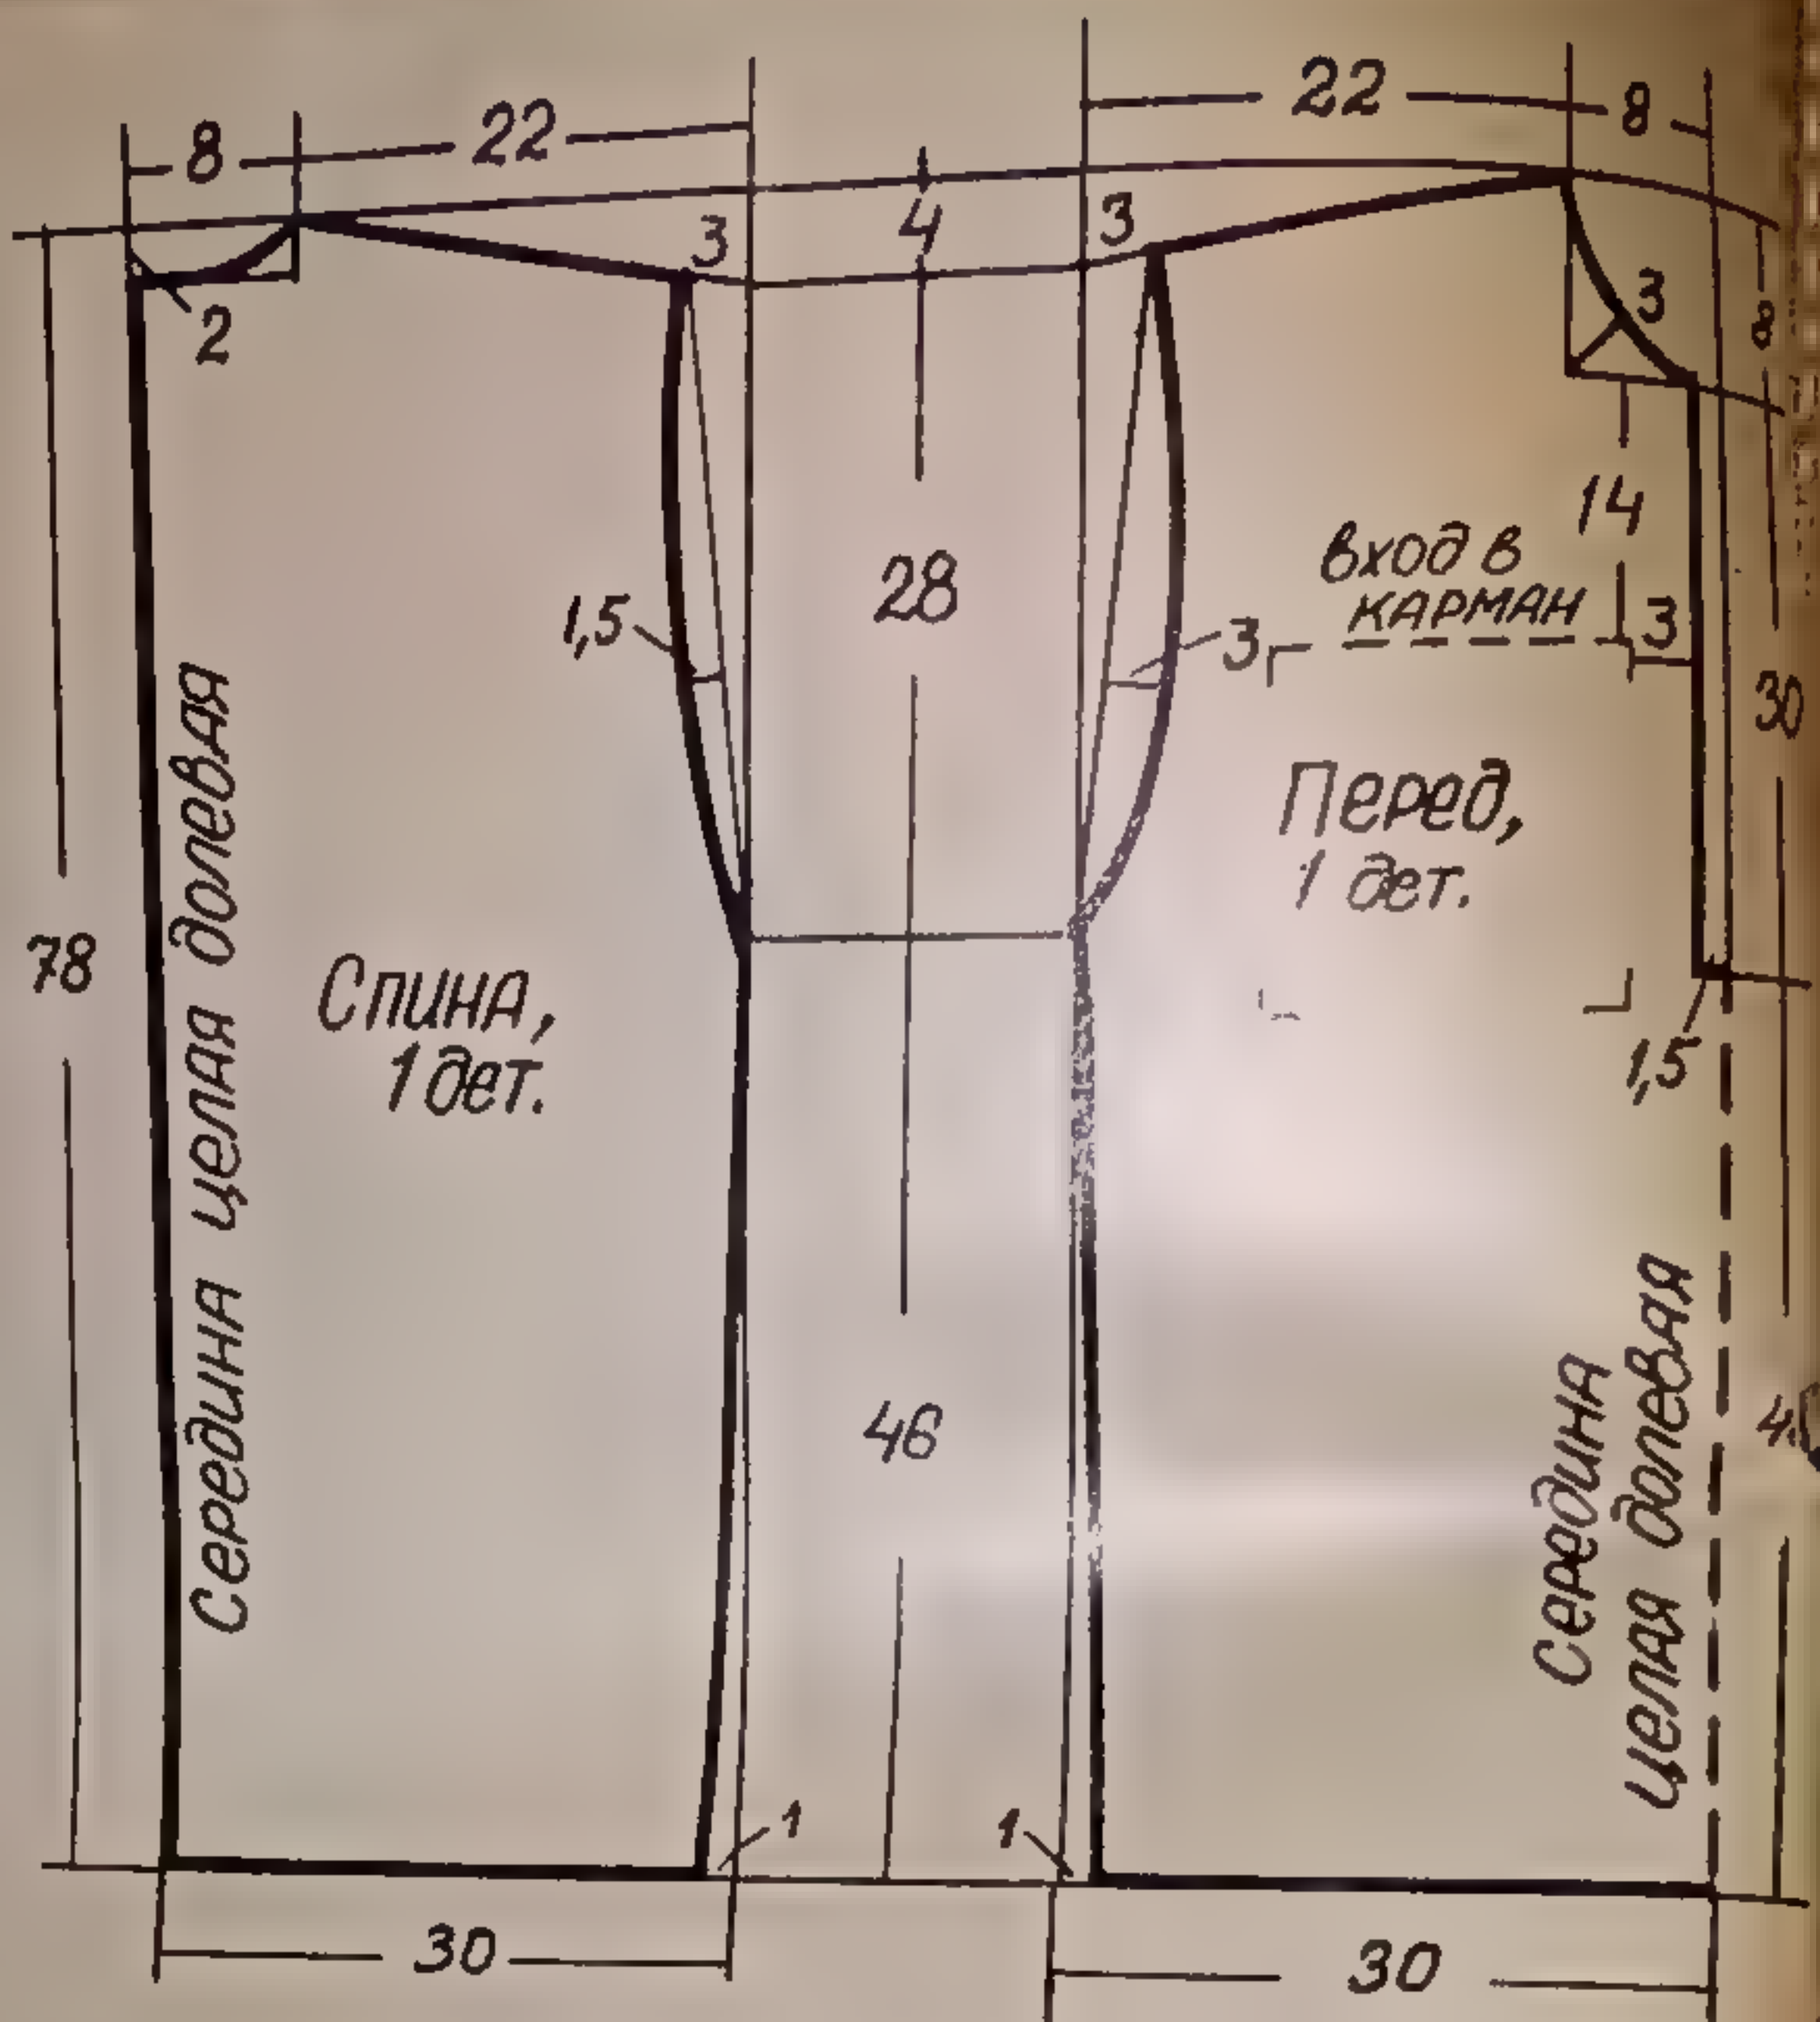 8
22
22
8
3
4
3
2
3
8
14
вход в
карман
28
1,5
3
3
30
Середина целая долевая
Перед,
1 дет.
78
Спина,
1 дет.
1,5
46
Середина
целая долевая
1
1
30
30